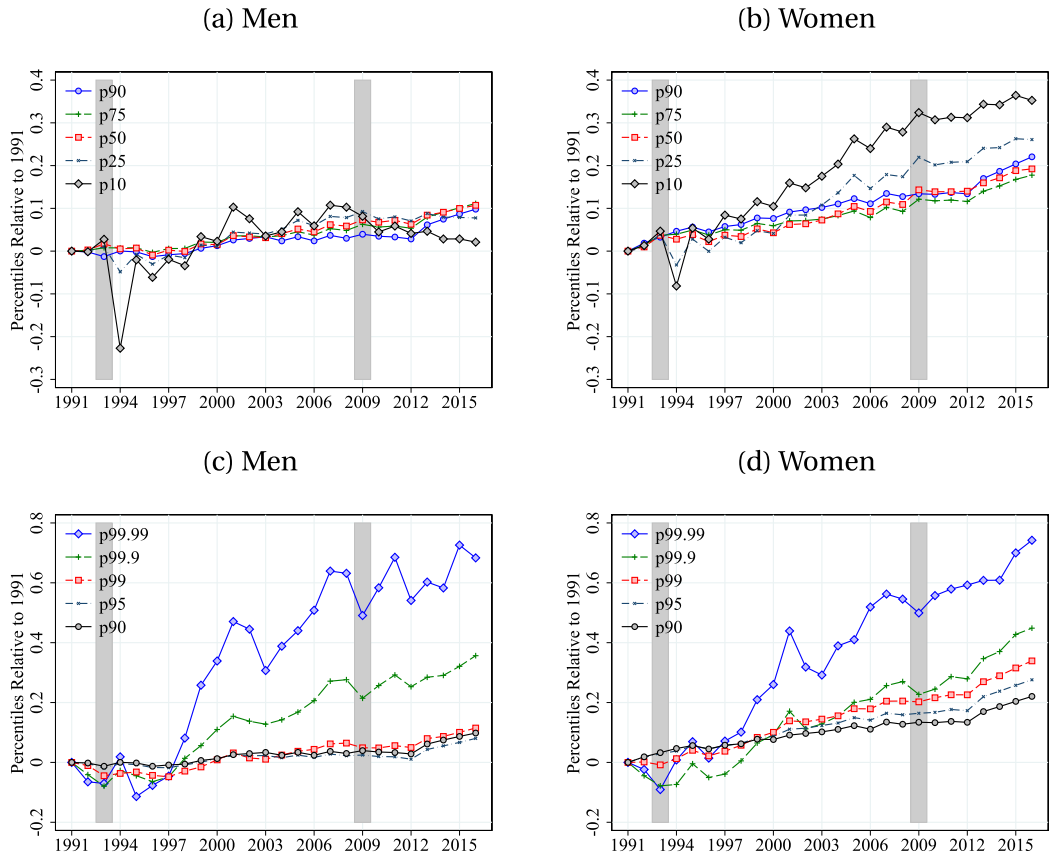 (a) Men
Percentiles Relative to 1991
0.4
0.3
0.2
0.1
0
-0.1
-0.2
-0.3
p90
p75
p50
p25
p10
1991 1994 1997 2000 2003 2006 2009 2012 2015
(b) Women
Percentiles Relative to 1991
0.4
0.3
0.2
0.1
0
-0.1
-0.2
-0.3
p90
p75
p50
p25
p10
1991 1994 1997 2000 2003 2006 2009 2012 2015
(c) Men
Percentiles Relative to 1991
0.8
0.6
0.4
0.2
0
-0.2
p99.99
p99.9
p99
p95
p90
1991 1994 1997 2000 2003 2006 2009 2012 2015
(d) Women
Percentiles Relative to 1991
0.8
0.6
0.4
0.2
0
-0.2
p99.99
p99.9
p99
p95
p90
1991 1994 1997 2000 2003 2006 2009 2012 2015